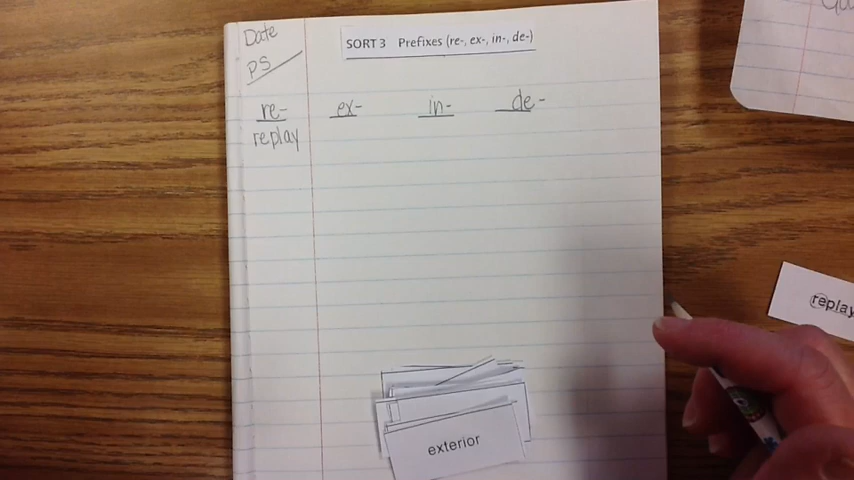 Date
PS
SORT 3 Prefixes (re-, ex-, in-, de-)
re- ex- in- de-
replay
replay
exterior